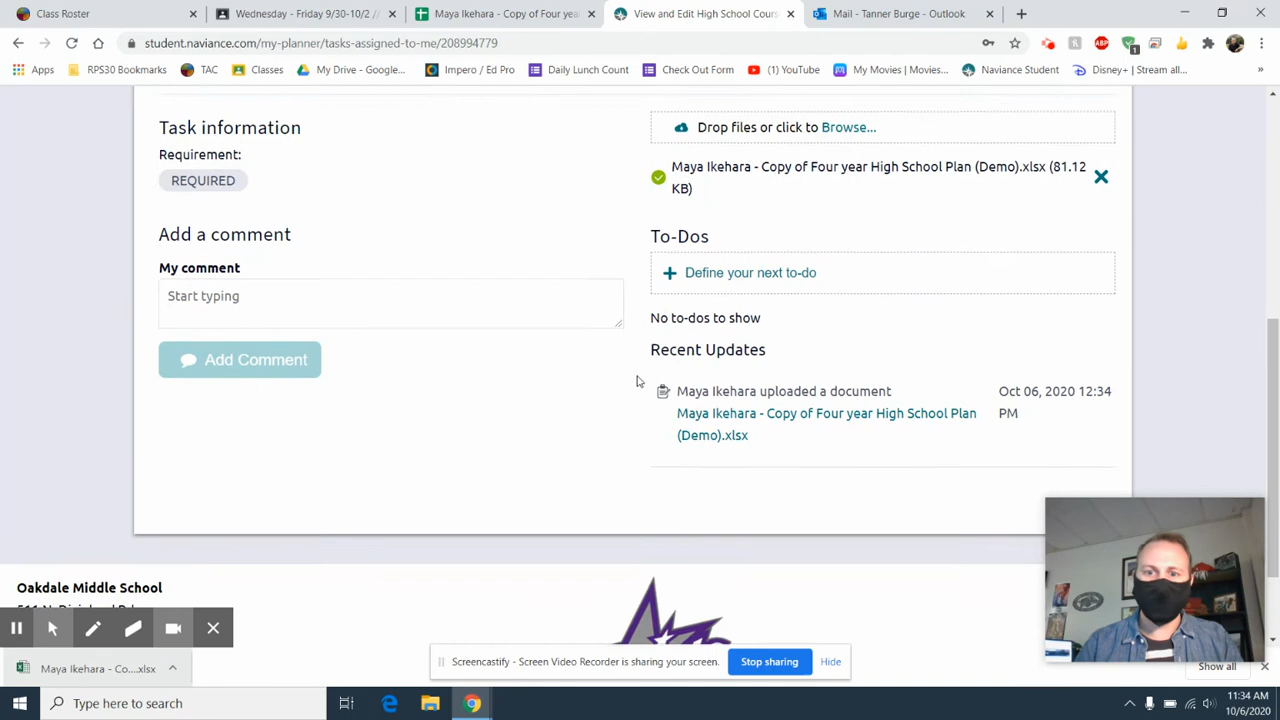 Class Roster
Wednesday - Friday 9/30-10/2 //
Maya Ikehara - Copy of Four yea
View and Edit High School Cours
Mail - Tanner Burge - Outlook
student.naviance.com/my-planner/tasks-assigned-to-me/208994779
ABP
1
Apps
RPS30 Bookmarks
TAC
Classes
My Drive - Google...
Impero / Ed Pro
Daily Lunch Count
Check Out Form
(1) YouTube
My Movies | Movies...
Naviance Student
Disney+ | Stream all...
Task information
Requirement:
REQUIRED
Add a comment
My comment
Start typing
Add Comment
Drop files or click to Browse...
Maya Ikehara - Copy of Four year High School Plan (Demo).xlsx (81.12
KB)
To-Dos
Define your next to-do
No to-dos to show
Recent Updates
Maya Ikehara uploaded a document
Oct 06, 2020 12:34
PM
Maya Ikehara - Copy of Four year High School Plan
(Demo).xlsx
Oakdale Middle School
Screencastify - Screen Video Recorder is sharing your screen.
Stop sharing
Hide
Maya Ikehara - Co....xlsx
Show all
Type here to search
11:34 AM
10/6/2020